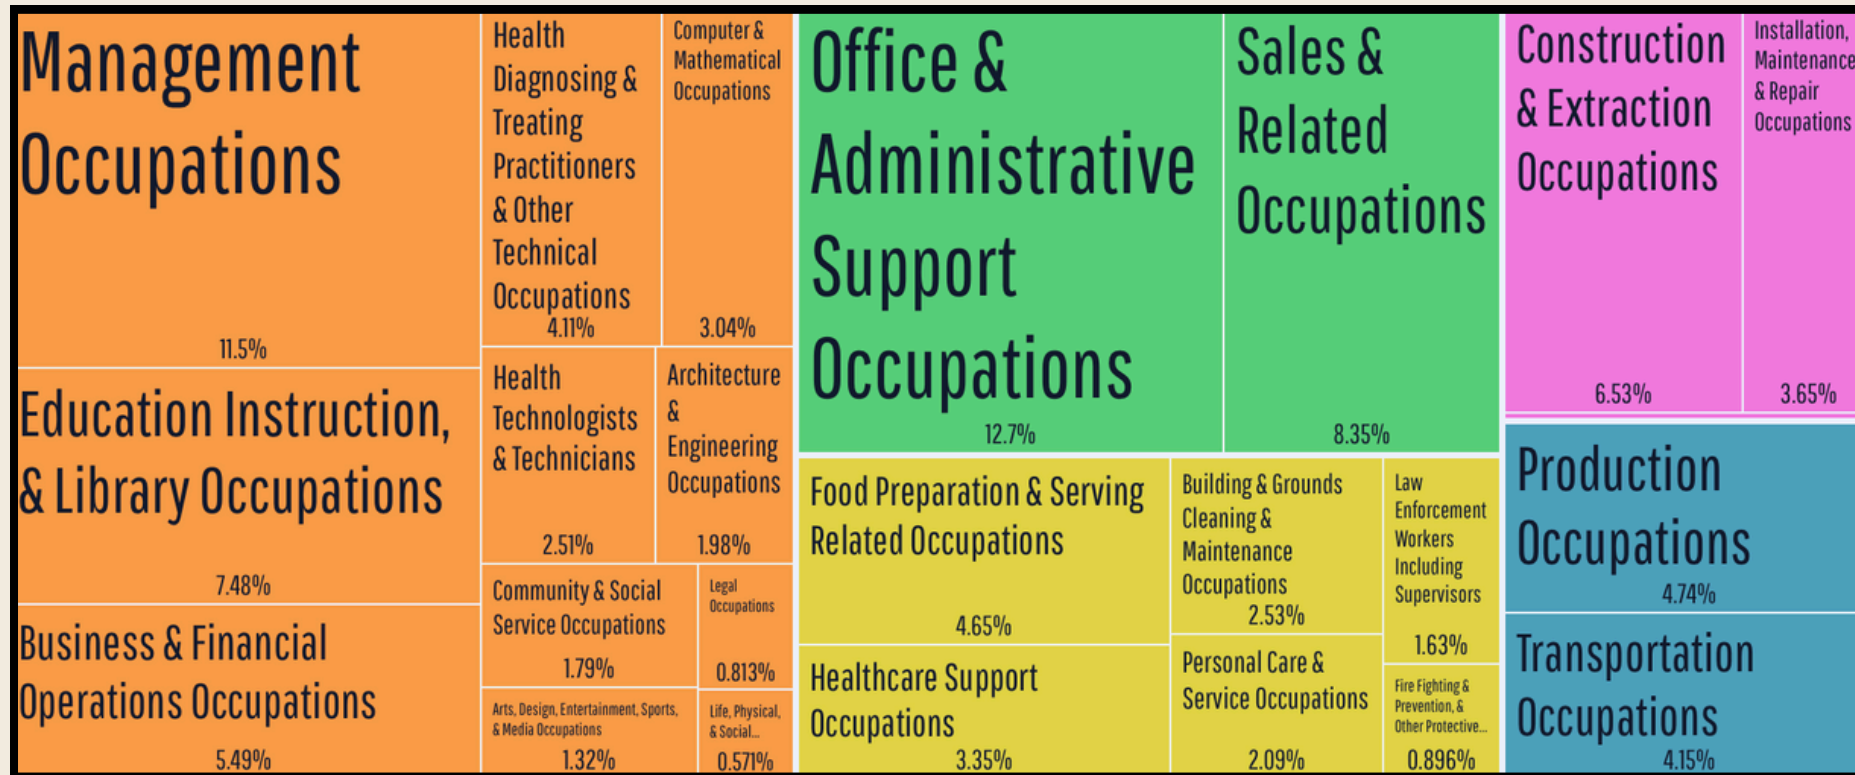 Management
Occupations
11.5%
Education Instruction,
& Library Occupations
7.48%
Business & Financial
Operations Occupations
5.49%
Health
Diagnosing &
Treating
Practitioners
& Other
Technical
Occupations
4.11%
Computer &
Mathematical
Occupations
3.04%
Health
Technologists
& Technicians
2.51%
Architecture
&
Engineering
Occupations
1.98%
Community & Social
Service Occupations
1.79%
Legal
Occupations
0.813%
Arts, Design, Entertainment, Sports,
& Media Occupations
1.32%
Life, Physical,
& Social...
0.571%
Office &
Administrative
Support
Occupations
12.7%
Sales &
Related
Occupations
8.35%
Food Preparation & Serving
Related Occupations
4.65%
Healthcare Support
Occupations
3.35%
Building & Grounds
Cleaning &
Maintenance
Occupations
2.53%
Personal Care &
Service Occupations
2.09%
Law
Enforcement
Workers
Including
Supervisors
1.63%
Fire Fighting &
Prevention, &
Other Protective...
0.896%
Construction
& Extraction
Occupations
6.53%
Installation,
Maintenance
& Repair
Occupations
3.65%
Production
Occupations
4.74%
Transportation
Occupations
4.15%